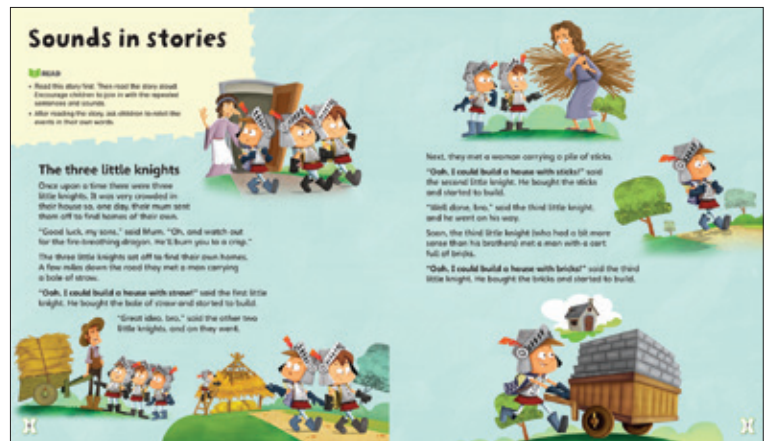 Sounds in stories
READ
• Read this story first. Then read the story aloud.
Encourage children to join in with the repeated
sentences and sounds.
• After reading the story, ask children to retell the
events in their own words.
The three little knights
Once upon a time there were three
little knights. It was very crowded in
their house so, one day, their mum sent
them off to find homes of their own.
"Good luck, my sons," said Mum. "Oh, and watch out
for the fire-breathing dragon. He'll burn you to a crisp."
The three little knights set off to find their own homes.
A few miles down the road they met a man carrying
a bale of straw.
"Ooh, I could build a house with straw!" said the first little
knight. He bought the bale of straw and started to build.
"Great idea, bro," said the other two
little knights, and on they went.
Next, they met a woman carrying a pile of sticks.
"Ooh, I could build a house with sticks!" said
the second little knight. He bought the sticks
and started to build.
"Well done, bro," said the third little knight,
and he went on his way.
Soon, the third little knight (who had a bit more
sense than his brothers) met a man with a cart
full of bricks.
"Ooh, I could build a house with bricks!" said the third
little knight. He bought the bricks and started to build.